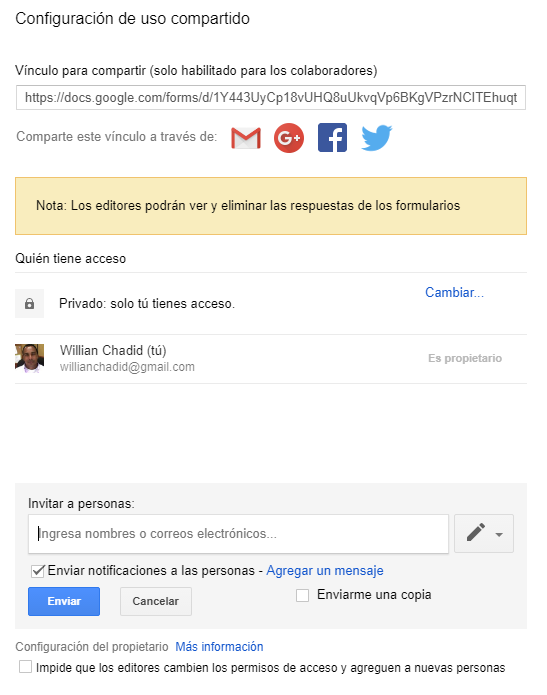 Configuración de uso compartido
Vínculo para compartir (solo habilitado para los colaboradores)
https://docs.google.com/forms/d/1Y443UyCp18vUHQ8uUkvqVp6BKgVPzrNCITEhuqt
Comparte este vínculo a través de:
G+
f
Nota: Los editores podrán ver y eliminar las respuestas de los formularios
Quién tiene acceso
Privado: solo tú tienes acceso.
Cambiar...
Willian Chadid (tú)
willianchadid@gmail.com
Es propietario
Invitar a personas:
Ingresa nombres o correos electrónicos...
Enviar notificaciones a las personas - Agregar un mensaje
Enviar
Cancelar
Enviarme una copia
Configuración del propietario Más información
Impide que los editores cambien los permisos de acceso y agreguen a nuevas personas